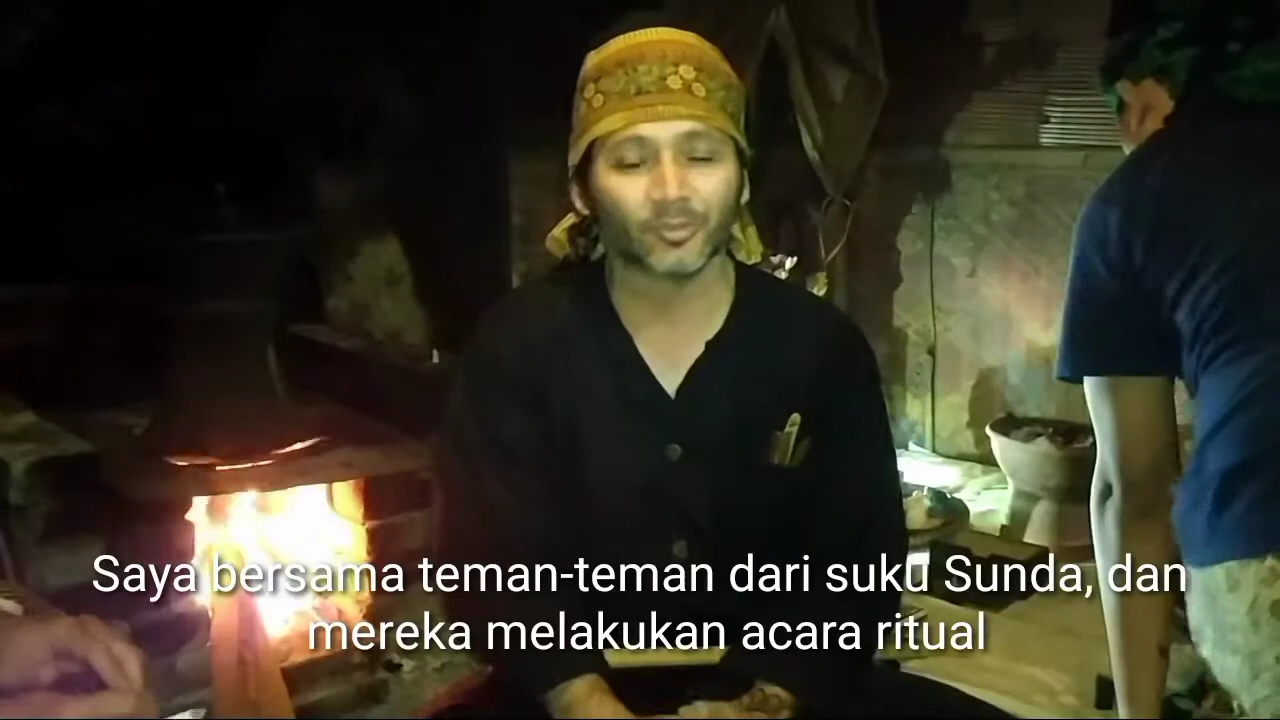 Saya bersama teman-teman dari suku Sunda, dan
mereka melakukan acara ritual